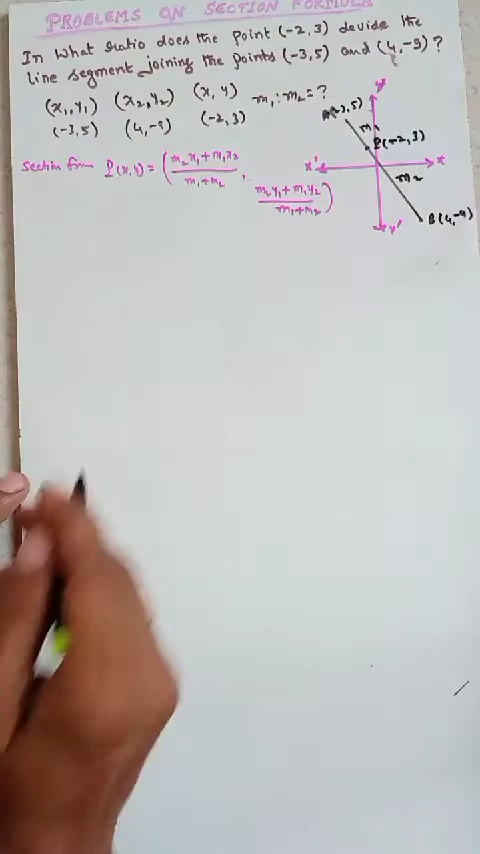 PROBLEMS ON SECTION FORMULA
In What ratio does the point (-2, 3) devide the
line segment joining the points (-3, 5) and (4, -9) ?
(x₁, y₁) (x₂, y₂) (x, y) m₁ : m₂ = ?
(-3, 5) (4, -9) (-2, 3)
Section form P(x, y) = ( m₂x₁ + m₁x₂ / m₁ + m₂ , m₂y₁ + m₁y₂ / m₁ + m₂ )
y
A(-3, 5)
m₁
P(-2, 3)
x' x
m₂
B(4, -9)
y'